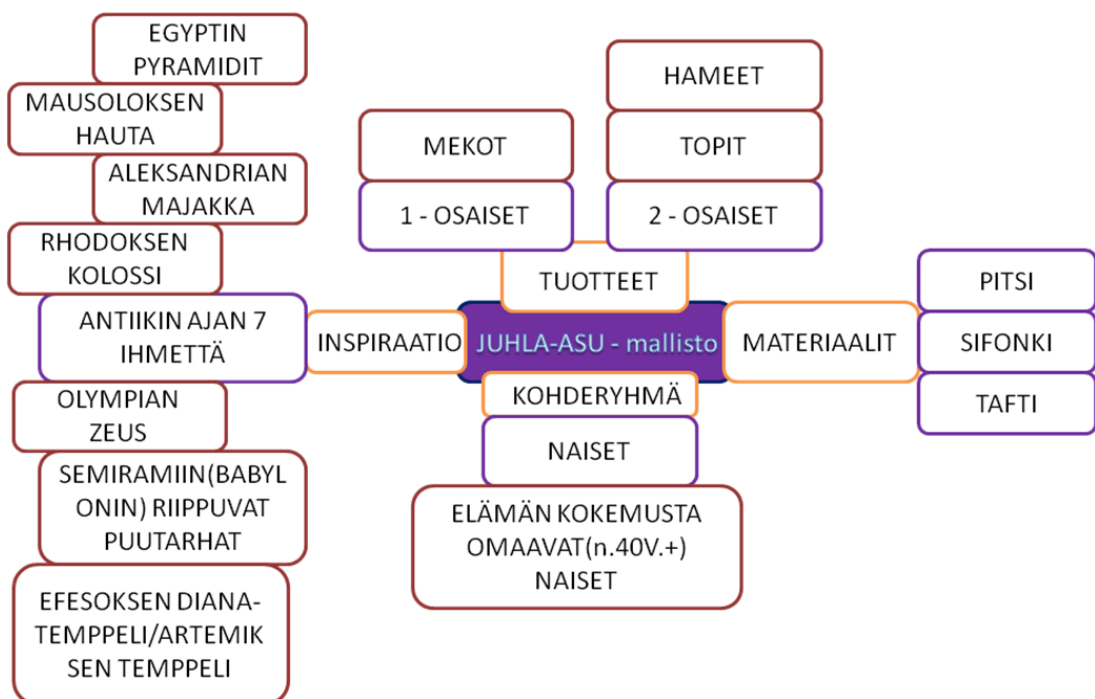 EGYPTIN
PYRAMIDIT
MAUSOLOKSEN
HAUTA
ALEKSANDRIAN
MAJAKKA
RHODOKSEN
KOLOSSI
ANTIIKIN AJAN 7
IHMETTÄ
OLYMPIAN
ZEUS
SEMIRAMIIN(BABYL
ONIN) RIIPPUVAT
PUUTARHAT
EFESOKSEN DIANA-
TEMPPELI/ARTEMIK
SEN TEMPPELI
INSPIRAATIO
MEKOT
1 - OSAISET
HAMEET
TOPIT
2 - OSAISET
TUOTTEET
JUHLA-ASU - mallisto
KOHDERYHMÄ
NAISET
ELÄMÄN KOKEMUSTA
OMAAVAT(n.40V.+)
NAISET
MATERIAALIT
PITSI
SIFONKI
TAFTI